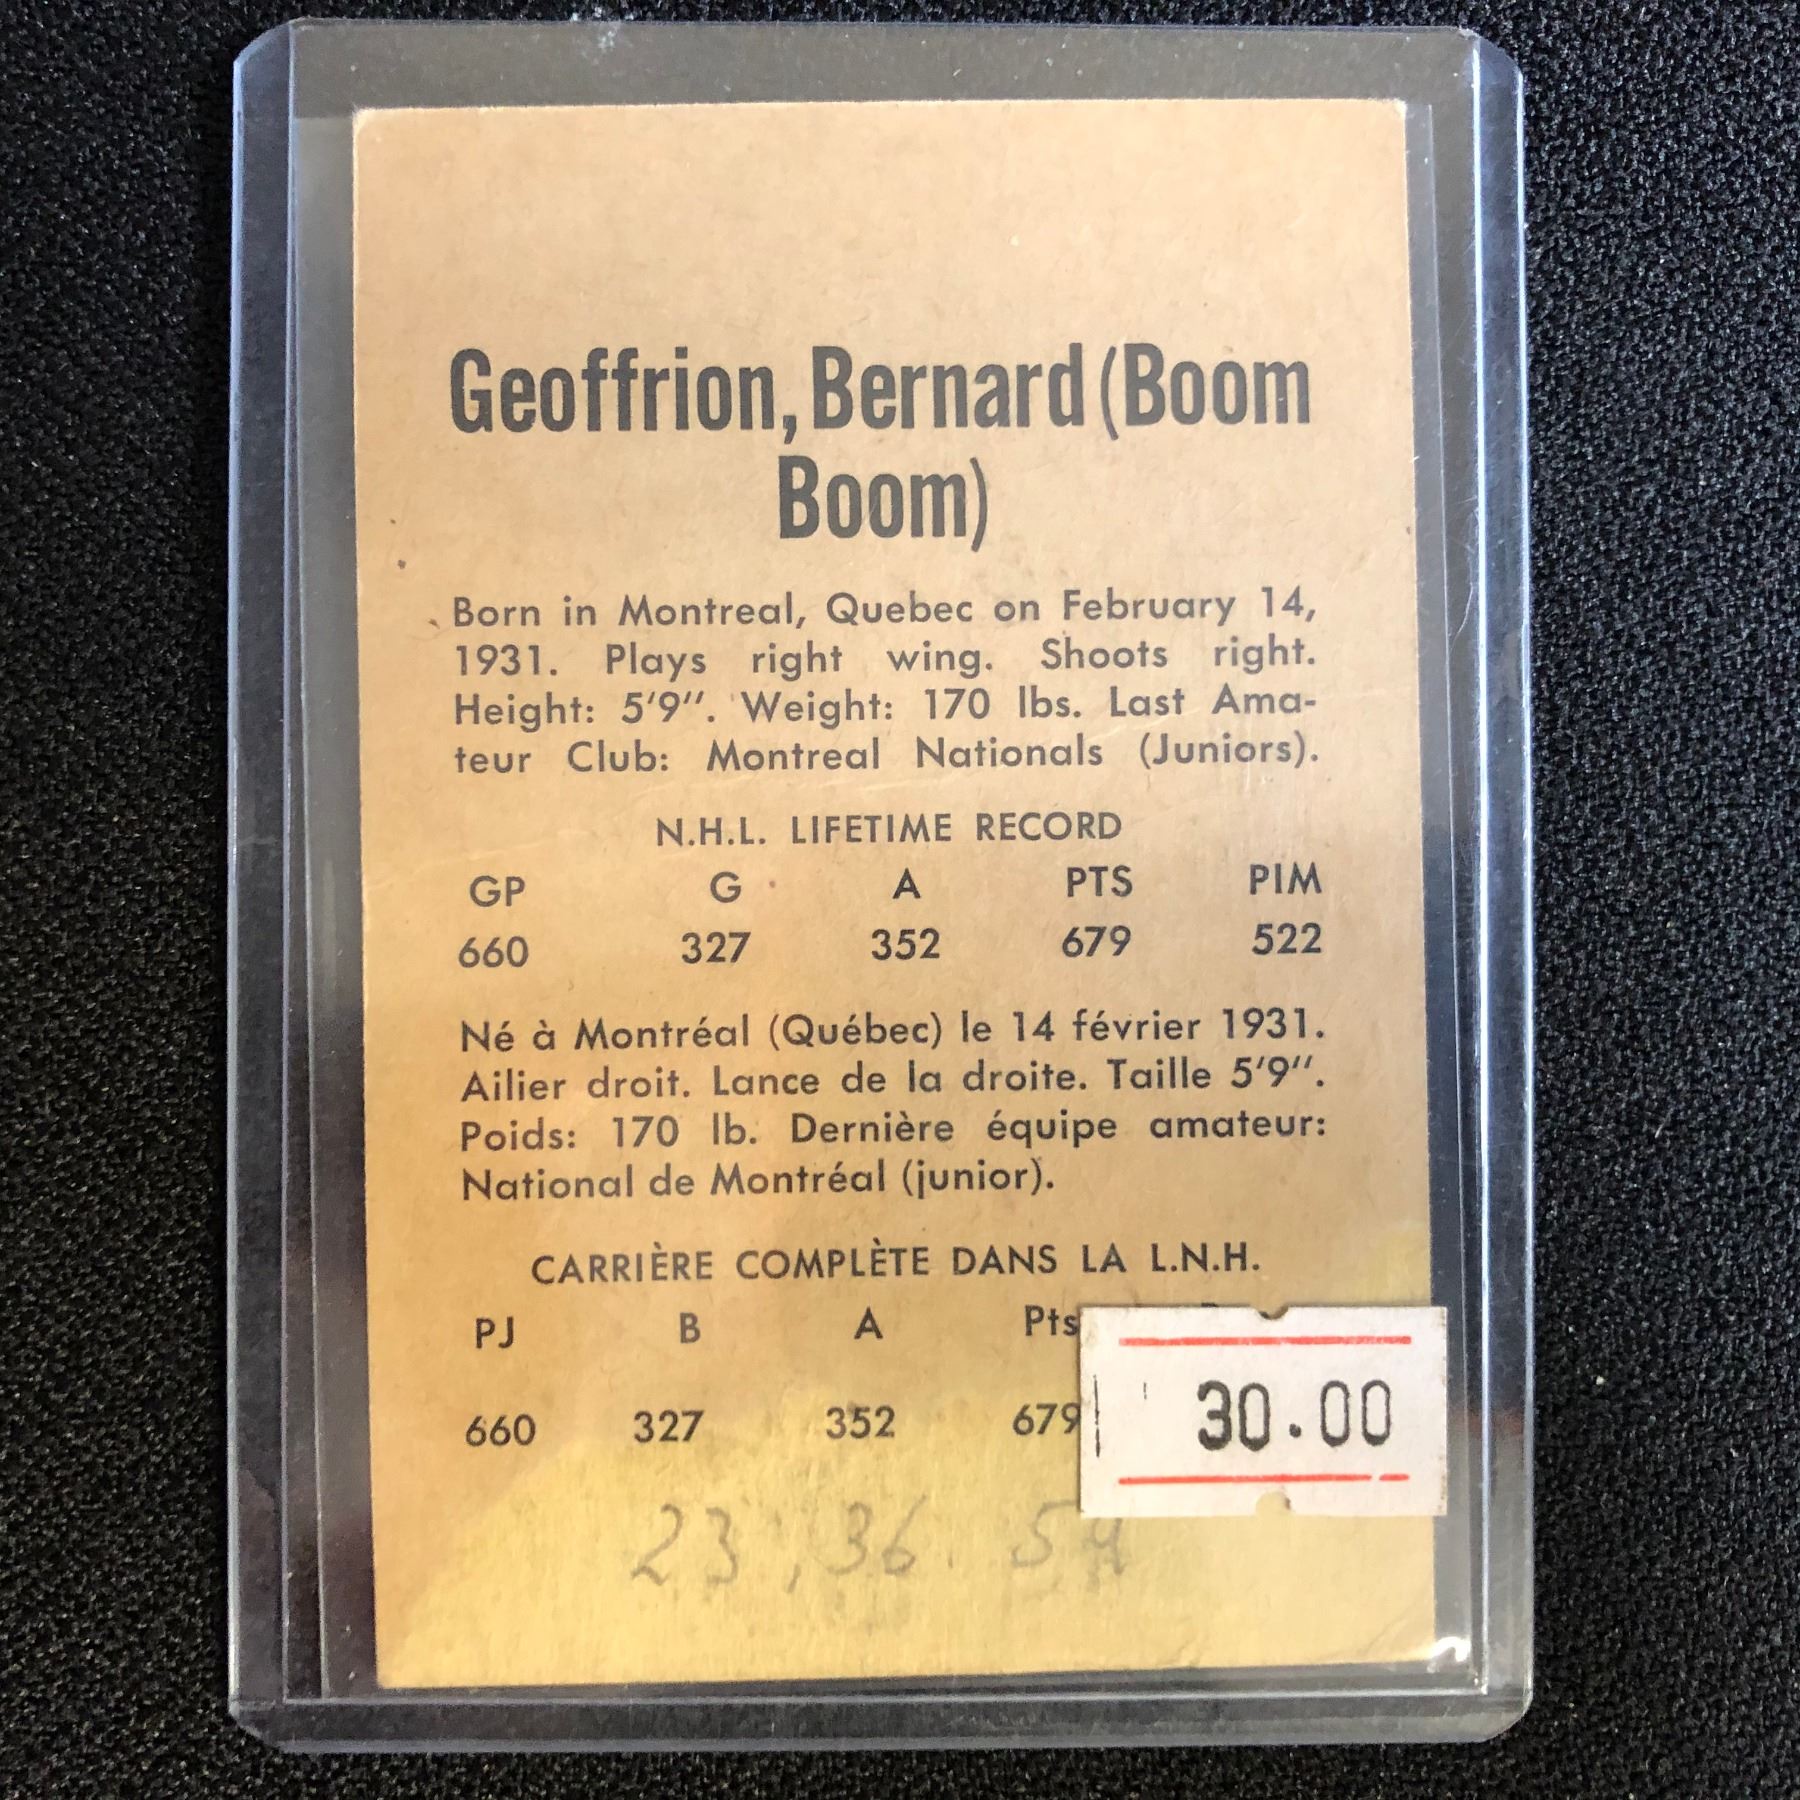 Geoffrion, Bernard (Boom
Boom)
Born in Montreal, Quebec on February 14,
1931. Plays right wing. Shoots right.
Height: 5'9". Weight: 170 lbs. Last Ama-
teur Club: Montreal Nationals (Juniors).
N.H.L. LIFETIME RECORD
GP G A PTS PIM
660 327 352 679 522
Né à Montréal (Québec) le 14 février 1931.
Ailier droit. Lance de la droite. Taille 5'9".
Poids: 170 lb. Dernière équipe amateur:
National de Montréal (junior).
CARRIÈRE COMPLÈTE DANS LA L.N.H.
PJ B A Pts
660 327 352 679
30.00
23, 36.